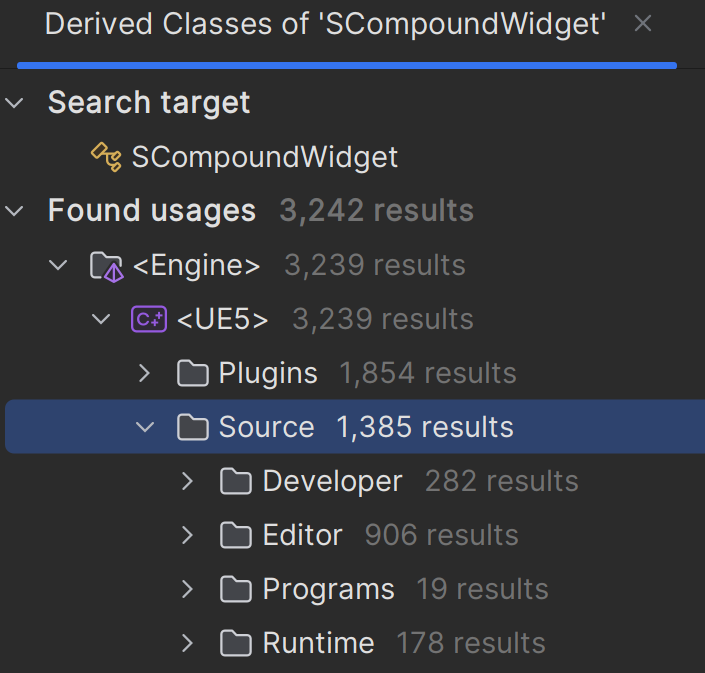 Derived Classes of 'SCompoundWidget'
Search target
SCompoundWidget
Found usages 3,242 results
<Engine> 3,239 results
C++ <UE5> 3,239 results
Plugins 1,854 results
Source 1,385 results
Developer 282 results
Editor 906 results
Programs 19 results
Runtime 178 results